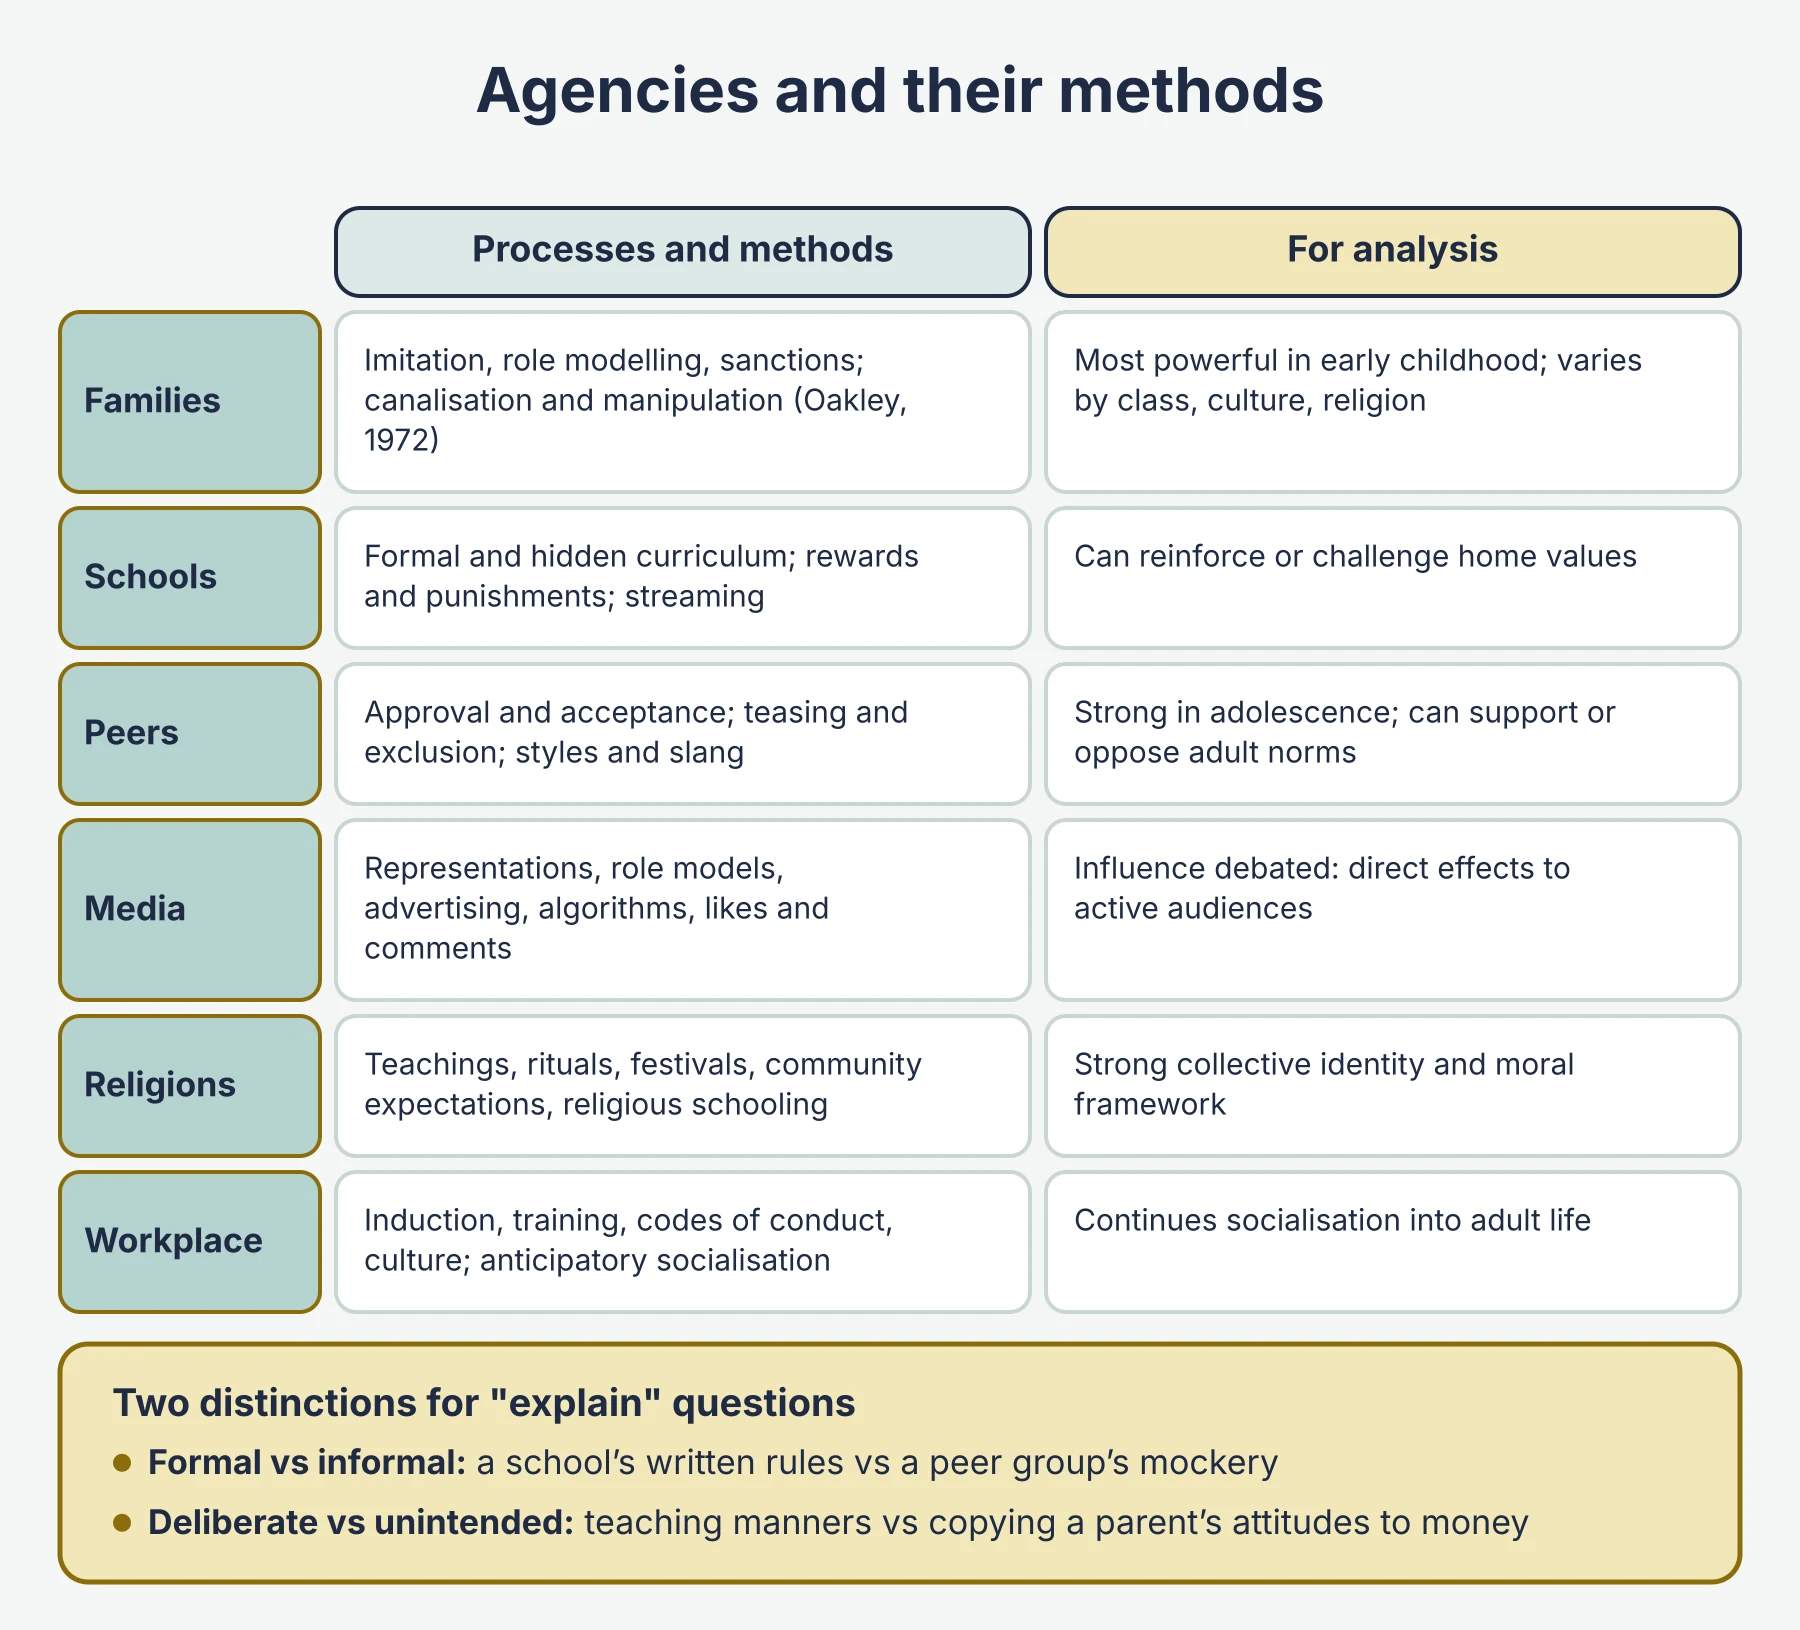 Agencies and their methods
Processes and methods
For analysis
Families
Imitation, role modelling, sanctions;
canalisation and manipulation (Oakley,
1972)
Most powerful in early childhood; varies
by class, culture, religion
Schools
Formal and hidden curriculum; rewards
and punishments; streaming
Can reinforce or challenge home values
Peers
Approval and acceptance; teasing and
exclusion; styles and slang
Strong in adolescence; can support or
oppose adult norms
Media
Representations, role models,
advertising, algorithms, likes and
comments
Influence debated: direct effects to
active audiences
Religions
Teachings, rituals, festivals, community
expectations, religious schooling
Strong collective identity and moral
framework
Workplace
Induction, training, codes of conduct,
culture; anticipatory socialisation
Continues socialisation into adult life
Two distinctions for "explain" questions
Formal vs informal: a school’s written rules vs a peer group’s mockery
Deliberate vs unintended: teaching manners vs copying a parent’s attitudes to money